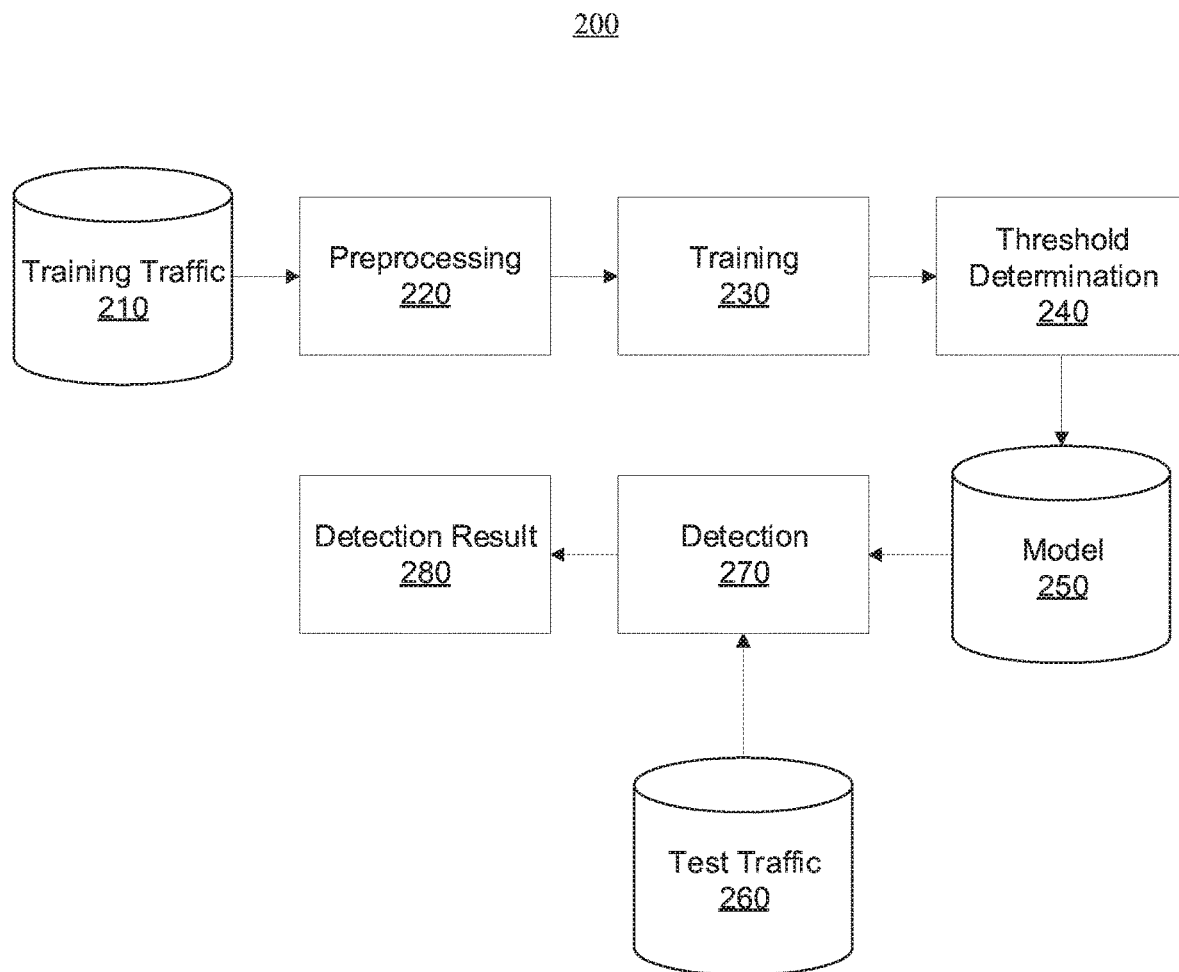 200
Training Traffic
210
Preprocessing
220
Training
230
Threshold
Determination
240
Detection Result
280
Detection
270
Model
250
Test Traffic
260